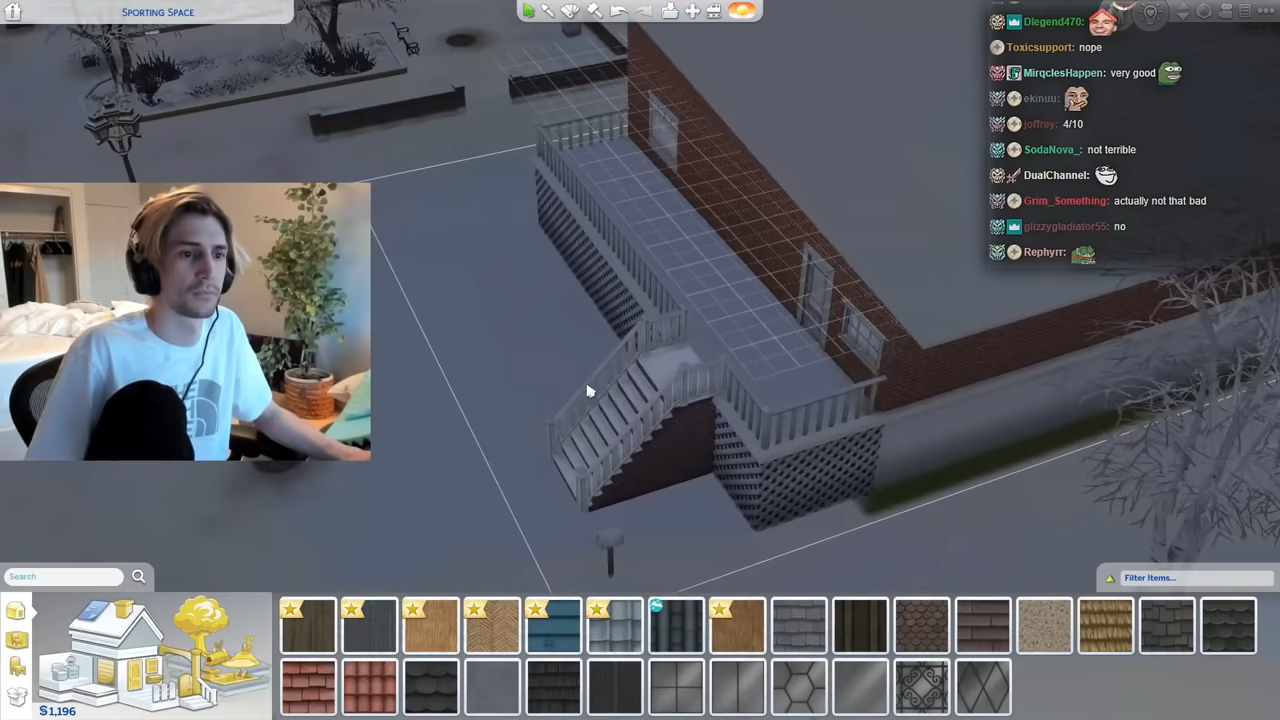 SPORTING SPACE
Dlegend470:
Toxicsupport: nope
MirqclesHappen: very good
ekinuu:
joffrey: 4/10
SodaNova_: not terrible
DualChannel:
Grim_Something: actually not that bad
glizzygladiator55: no
Rephyrr:
Search
Filter Items...
§1,196